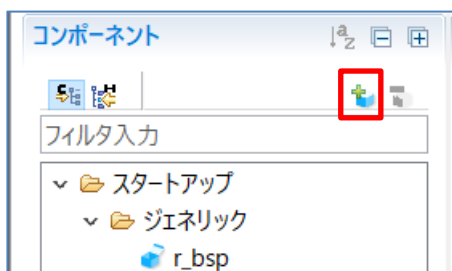 コンポーネント
フィルタ入力
スタートアップ
ジェネリック
r_bsp